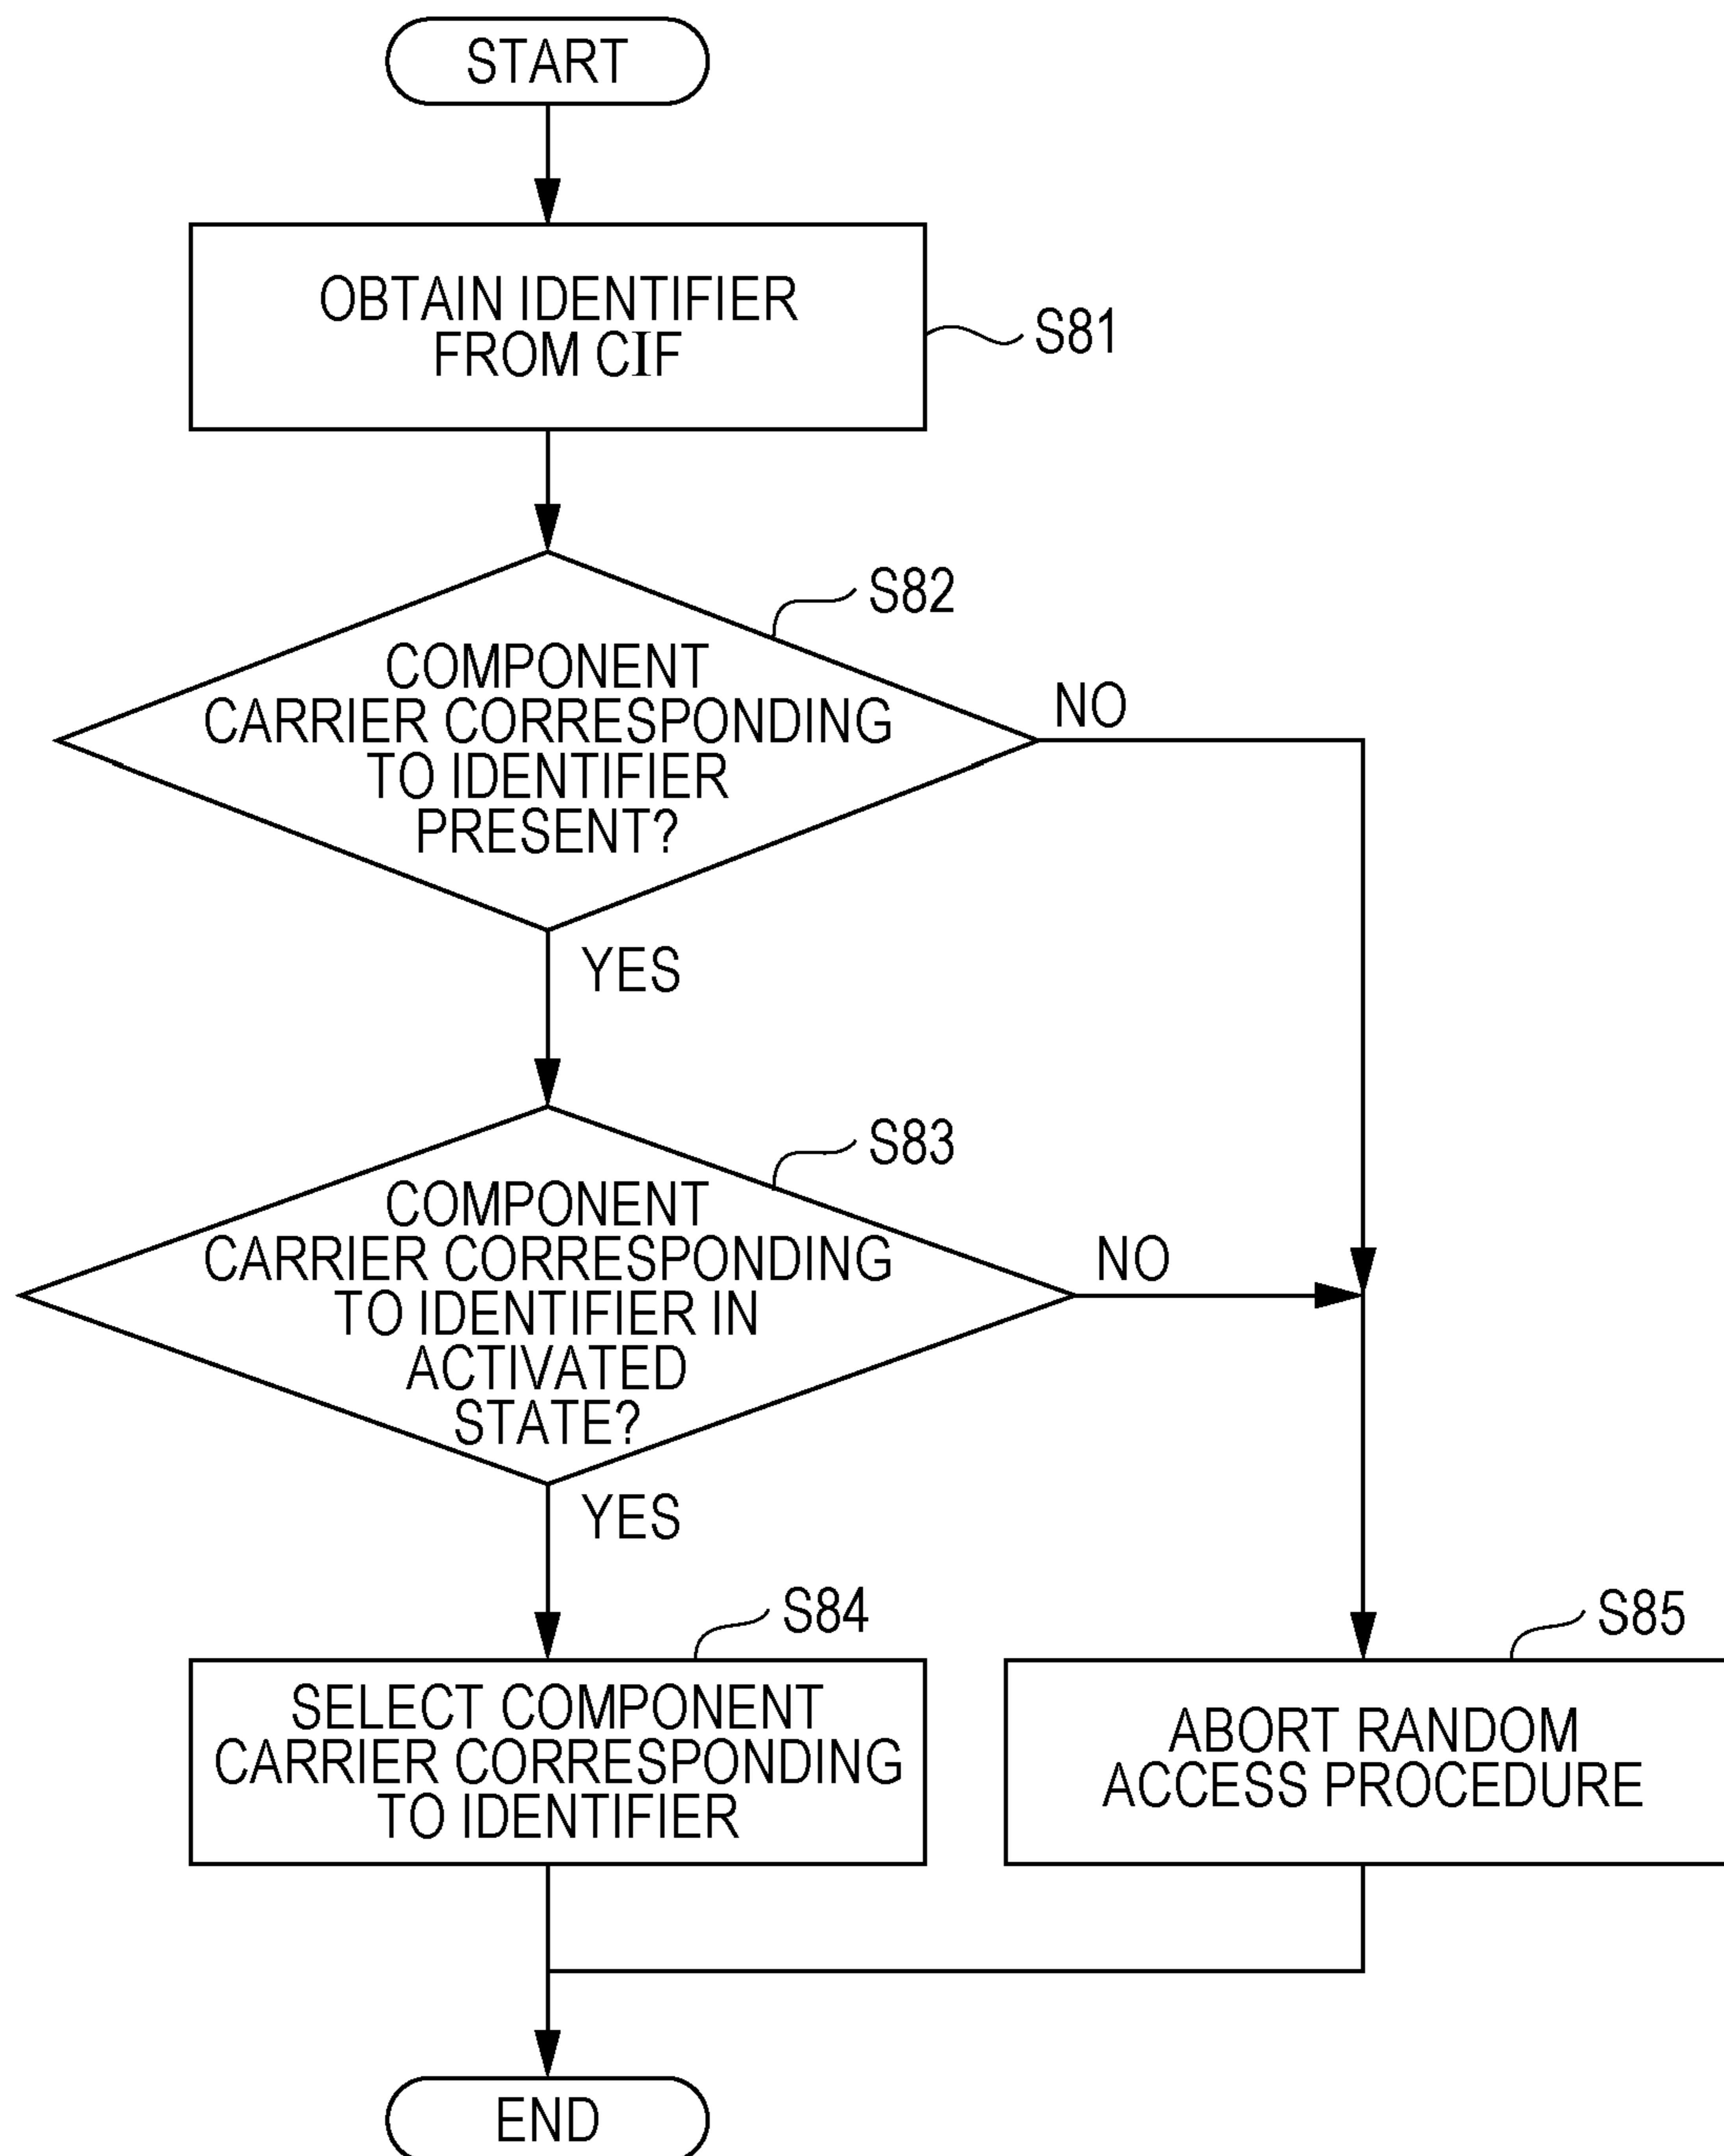 START
OBTAIN IDENTIFIER
FROM CIF
S81
S82
COMPONENT
CARRIER CORRESPONDING
TO IDENTIFIER
PRESENT?
NO
YES
S83
COMPONENT
CARRIER CORRESPONDING
TO IDENTIFIER IN
ACTIVATED
STATE?
NO
YES
S84
SELECT COMPONENT
CARRIER CORRESPONDING
TO IDENTIFIER
S85
ABORT RANDOM
ACCESS PROCEDURE
END